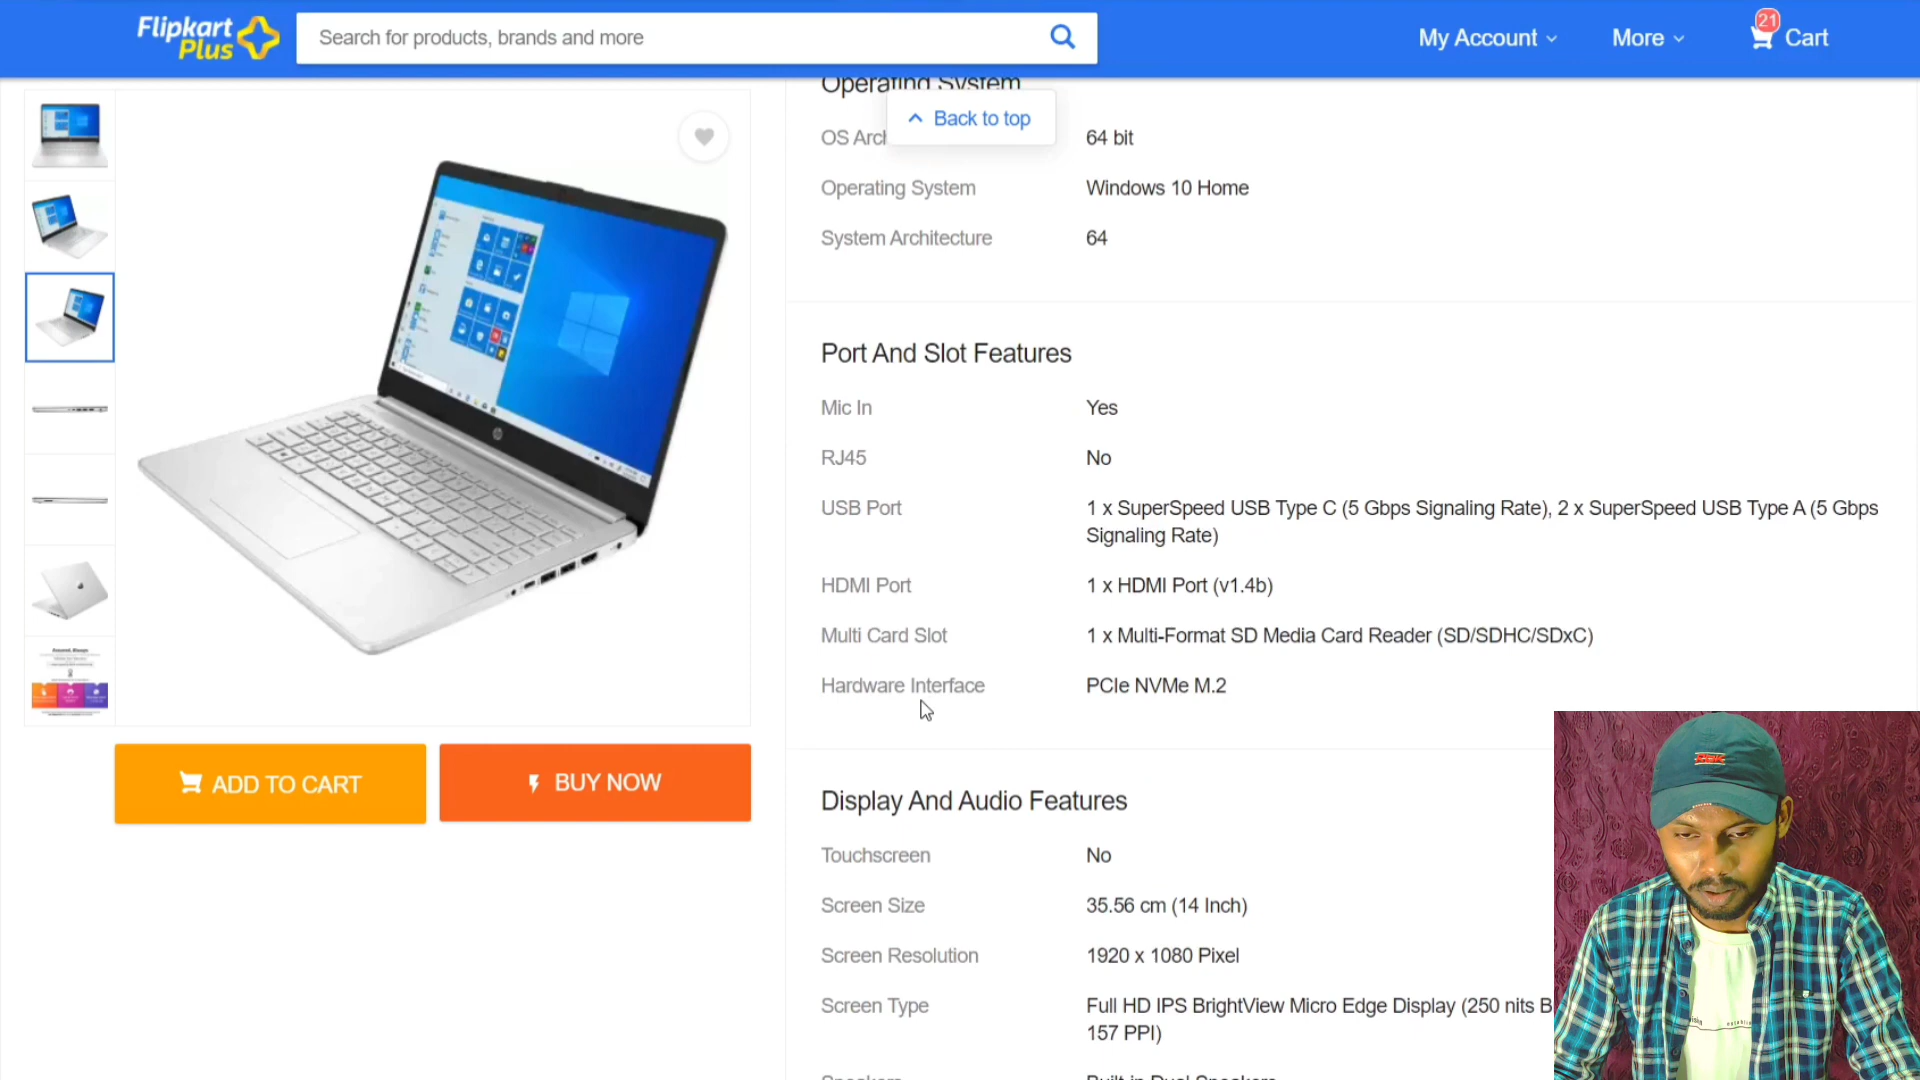 Flipkart
Plus
Search for products, brands and more
My Account
More
21
Cart
Operating System
Back to top
OS Arch
64 bit
Operating System
Windows 10 Home
System Architecture
64
Port And Slot Features
Mic In
Yes
RJ45
No
USB Port
1 x SuperSpeed USB Type C (5 Gbps Signaling Rate), 2 x SuperSpeed USB Type A (5 Gbps
Signaling Rate)
HDMI Port
1 x HDMI Port (v1.4b)
Multi Card Slot
1 x Multi-Format SD Media Card Reader (SD/SDHC/SDxC)
Hardware Interface
PCIe NVMe M.2
ADD TO CART
BUY NOW
Display And Audio Features
Touchscreen
No
Screen Size
35.56 cm (14 Inch)
Screen Resolution
1920 x 1080 Pixel
Screen Type
Full HD IPS BrightView Micro Edge Display (250 nits B
157 PPI)
Speakers
Built-in Dual Speakers